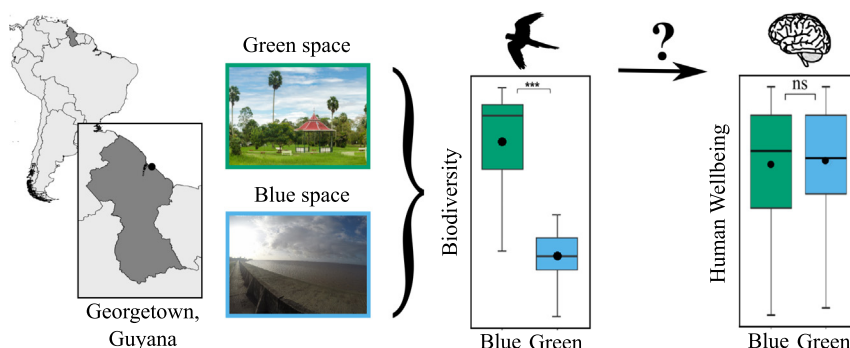 Green space
Blue space
Georgetown,
Guyana
Biodiversity
***
Blue Green
?
Human Wellbeing
ns
Blue Green